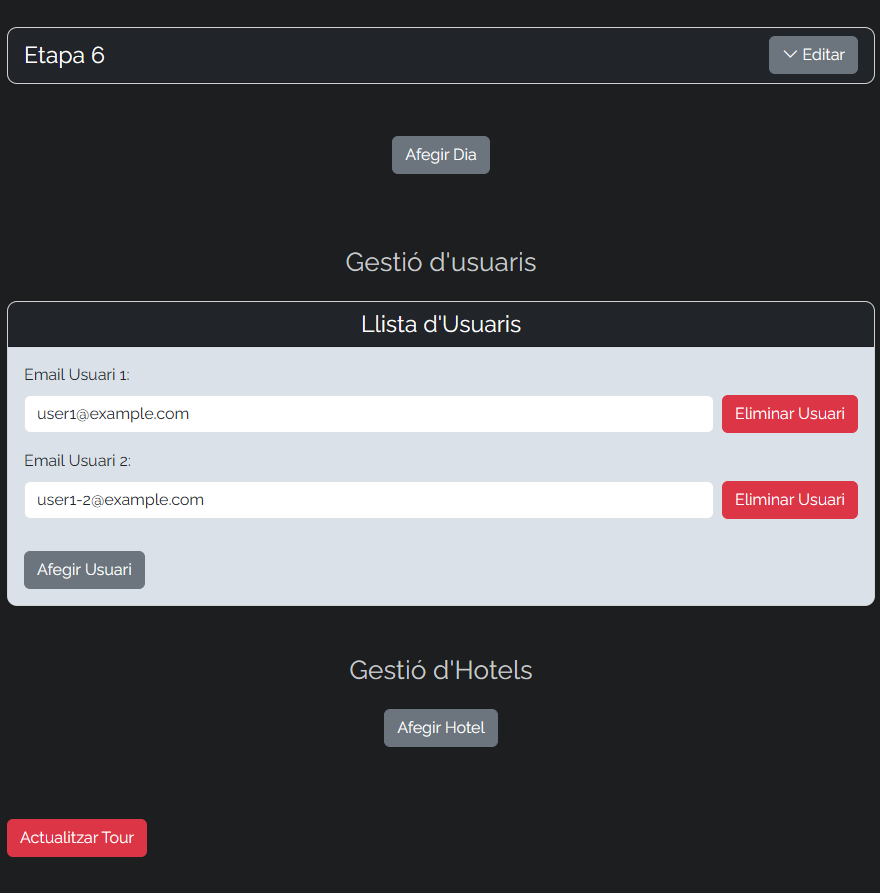 Etapa 6
Editar
Afegir Dia
Gestió d'usuaris
Llista d'Usuaris
Email Usuari 1:
user1@example.com
Eliminar Usuari
Email Usuari 2:
user1-2@example.com
Eliminar Usuari
Afegir Usuari
Gestió d'Hotels
Afegir Hotel
Actualitzar Tour